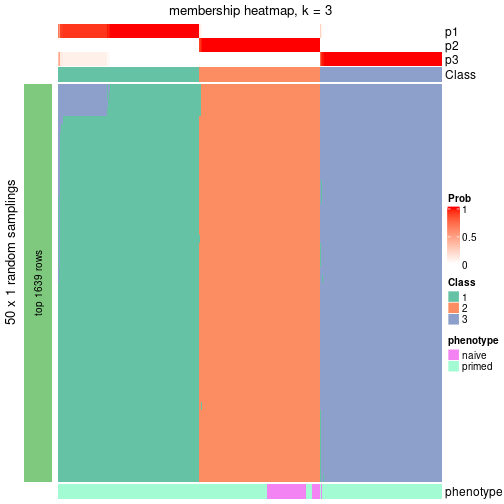 membership heatmap, k = 3
p1
p2
p3
Class
50 x 1 random samplings
top 1639 rows
Prob
1
0.5
0
Class
1
2
3
phenotype
naive
primed
phenotype